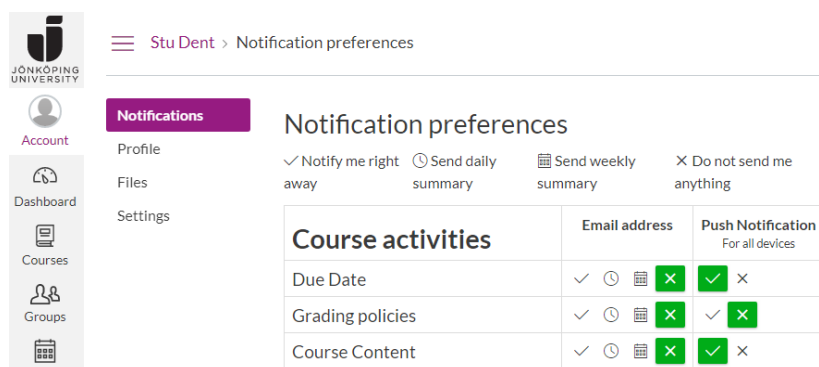 JÖNKÖPING
UNIVERSITY
Stu Dent > Notification preferences
Account
Dashboard
Courses
Groups
Notifications
Profile
Files
Settings
Notification preferences
Notify me right away
Send daily summary
Send weekly summary
Do not send me anything
Course activities
Email address
Push Notification
For all devices
Due Date
Grading policies
Course Content